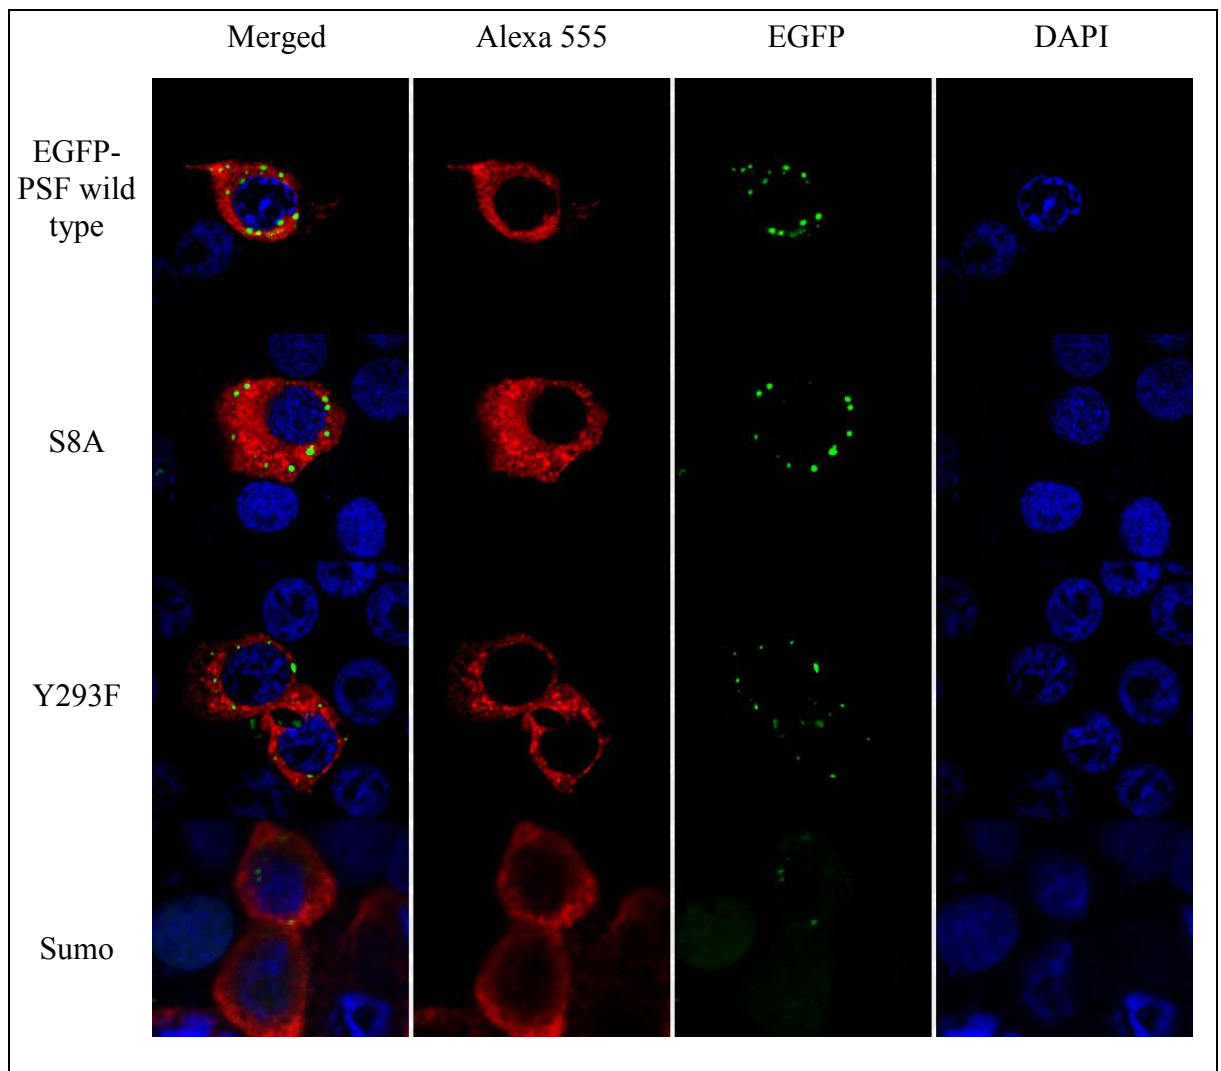 Merged Alexa 555 EGFP DAPI
EGFP-
PSF wild
type
S8A
Y293F
Sumo